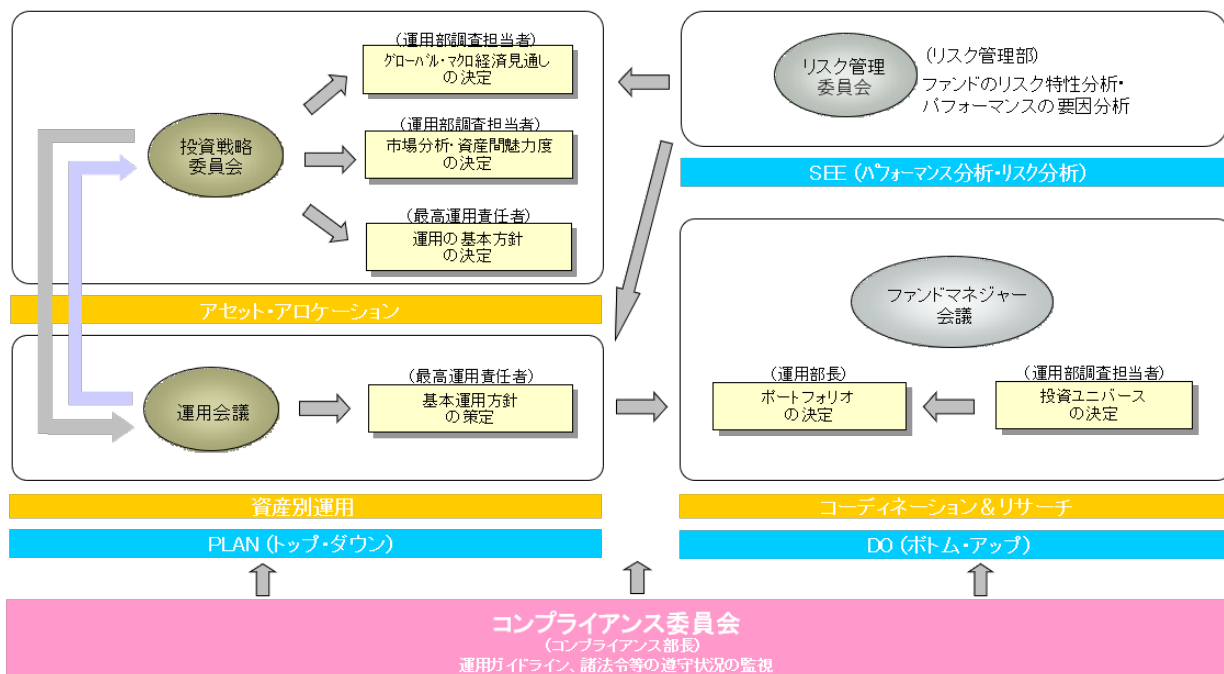 (運用部調査担当者)
グローバル・マクロ経済見通し
の決定
投資戦略
委員会
(運用部調査担当者)
市場分析・資産間魅力度
の決定
(最高運用責任者)
運用の基本方針
の決定
アセット・アロケーション
リスク管理
委員会
(リスク管理部)
ファンドのリスク特性分析・
パフォーマンスの要因分析
SEE (パフォーマンス分析・リスク分析)
運用会議
(最高運用責任者)
基本運用方針
の策定
資産別運用
PLAN (トップ・ダウン)
ファンドマネジャー
会議
(運用部長)
ポートフォリオ
の決定
(運用部調査担当者)
投資ユニバース
の決定
コーディネーション&リサーチ
DO (ボトム・アップ)
コンプライアンス委員会
(コンプライアンス部長)
運用ガイドライン、諸法令等の遵守状況の監視